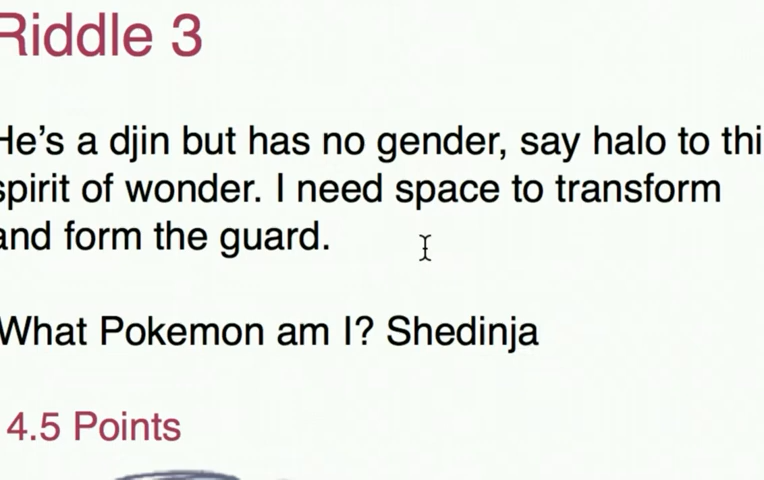 Riddle 3
He's a djin but has no gender, say halo to thi
spirit of wonder. I need space to transform
and form the guard.
What Pokemon am I? Shedinja
4.5 Points